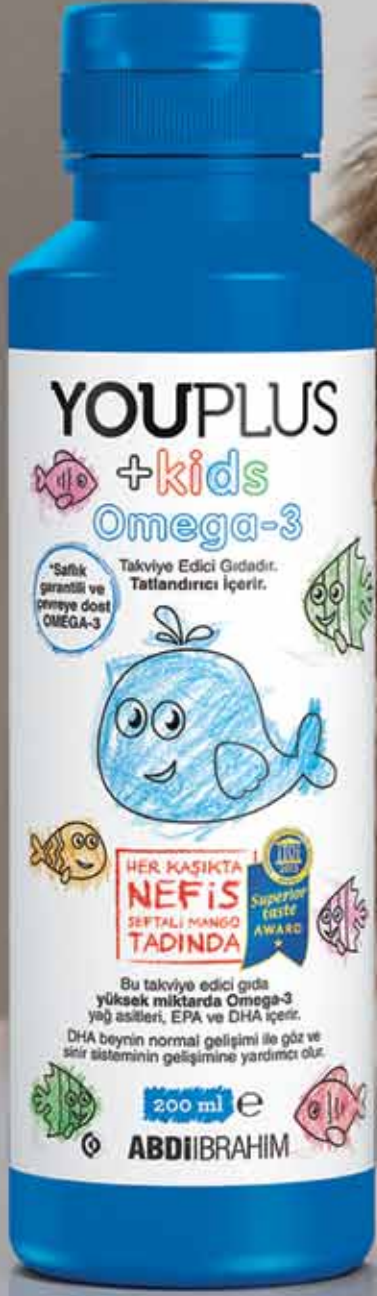 YOUPLUS
+kids
Omega-3
*Saflık
garantili ve
çevreye dost
OMEGA-3
Takviye Edici Gıdadır.
Tatlandırıcı İçerir.
HER KAŞIKTA
NEFİS
ŞEFTALİ MANGO
TADINDA
Superior
taste
AWARD
Bu takviye edici gıda
yüksek miktarda Omega-3
yağ asitleri, EPA ve DHA içerir.
DHA beynin normal gelişimi ile göz ve
sinir sisteminin gelişimine yardımcı olur.
200 ml e
ABDİİBRAHİM